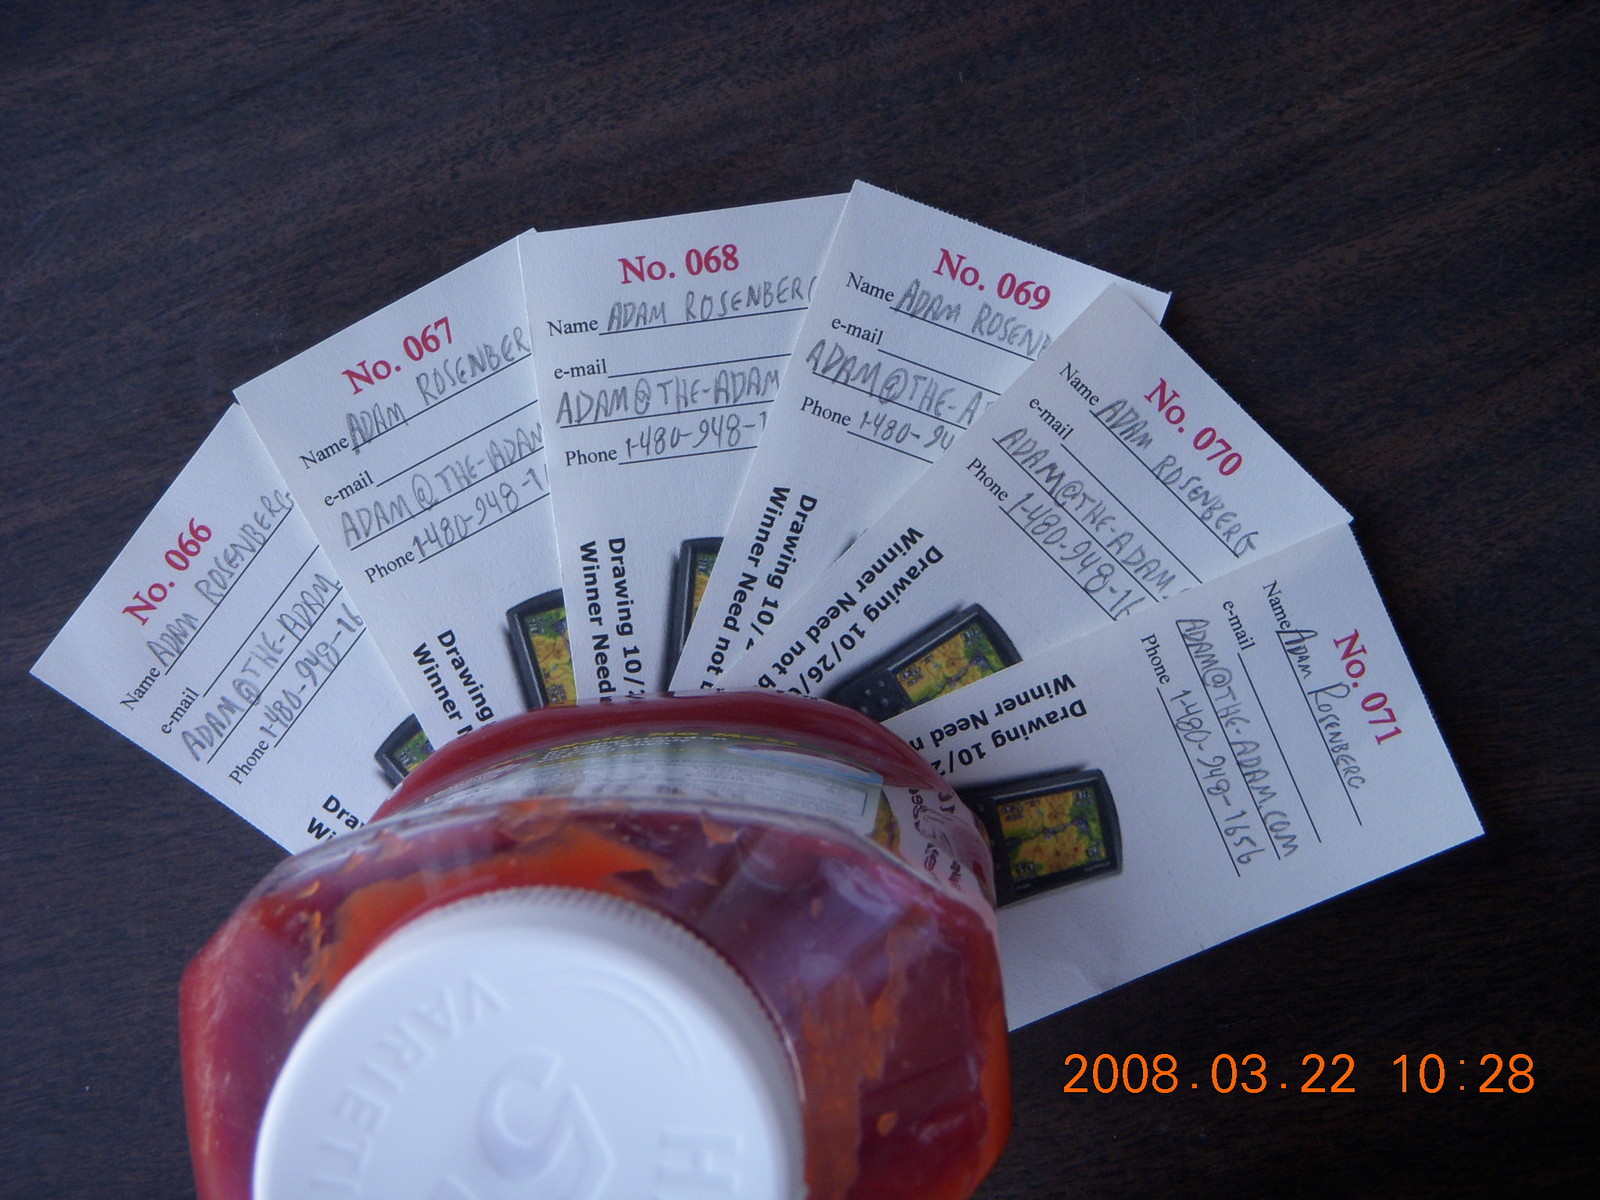 No. 066
Name ADAM ROSENBERG
e-mail
ADAM@THE-ADAM.
Phone 1-480-948-16
No. 067
Name ADAM ROSENBER
e-mail
ADAM@THE-ADAM
Phone 1-480-948-1
Drawing
Winner
No. 068
Name ADAM ROSENBERG
e-mail
ADAM@THE-ADAM
Phone 1-480-948-1
Drawing 10/2
Winner Need
No. 069
Name ADAM ROSENB
e-mail
ADAM@THE-A
Phone 1-480-94
Drawing 10/2
Winner Need not b
No. 070
Name ADAM ROSENBERG
e-mail
ADAM@THE-ADAM.
Phone 1-480-948-16
Drawing 10/26/
Winner Need not b
No. 071
Name ADAM ROSENBERG
e-mail
ADAM@THE-ADAM.COM
Phone 1-480-948-1656
Drawing 10/2
Winner Need n
VARIETI
57
H
2008.03.22 10:28